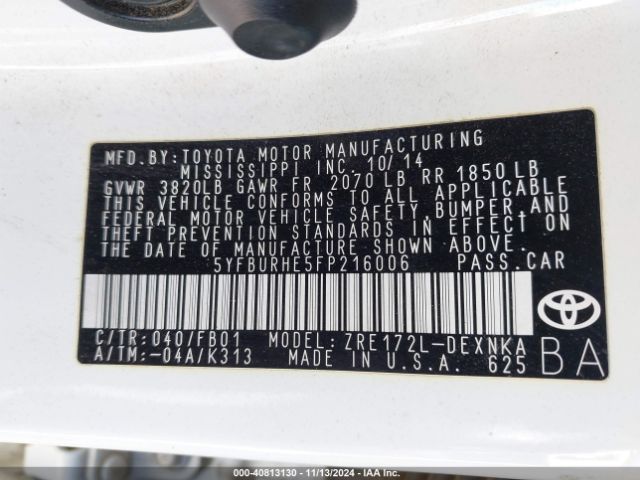 MFD.BY:TOYOTA MOTOR MANUFACTURING
MISSISSIPPI INC. 10/14
GVWR 3820LB GAWR FR 2070 LB RR 1850 LB
THIS VEHICLE CONFORMS TO ALL APPLICABLE
FEDERAL MOTOR VEHICLE SAFETY,BUMPER,AND
THEFT PREVENTION STANDARDS IN EFFECT ON
THE DATE OF MANUFACTURE SHOWN ABOVE.
5YFBURHE5FP216006 PASS.CAR
C/TR:040/FB01 MODEL:ZRE172L-DEXNKA
A/TM:-04A/K313 MADE IN U.S.A. 625
BA
000-40813130 - 11/13/2024 - IAAI.com